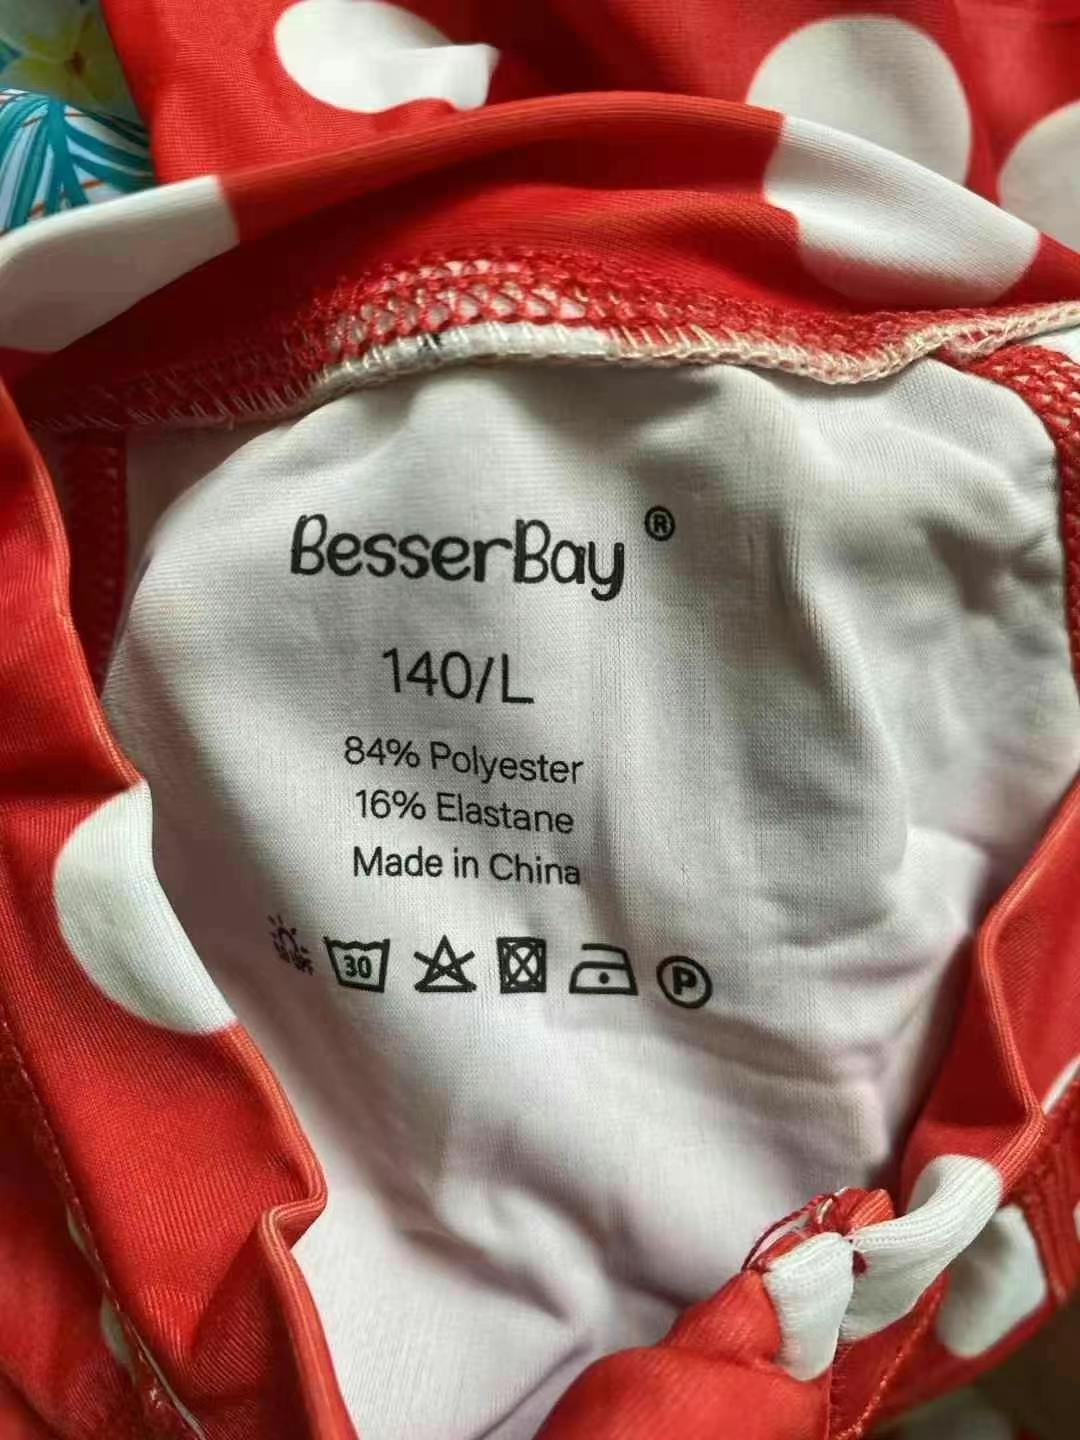 BesserBay ®
140/L
84% Polyester
16% Elastane
Made in China
30 P